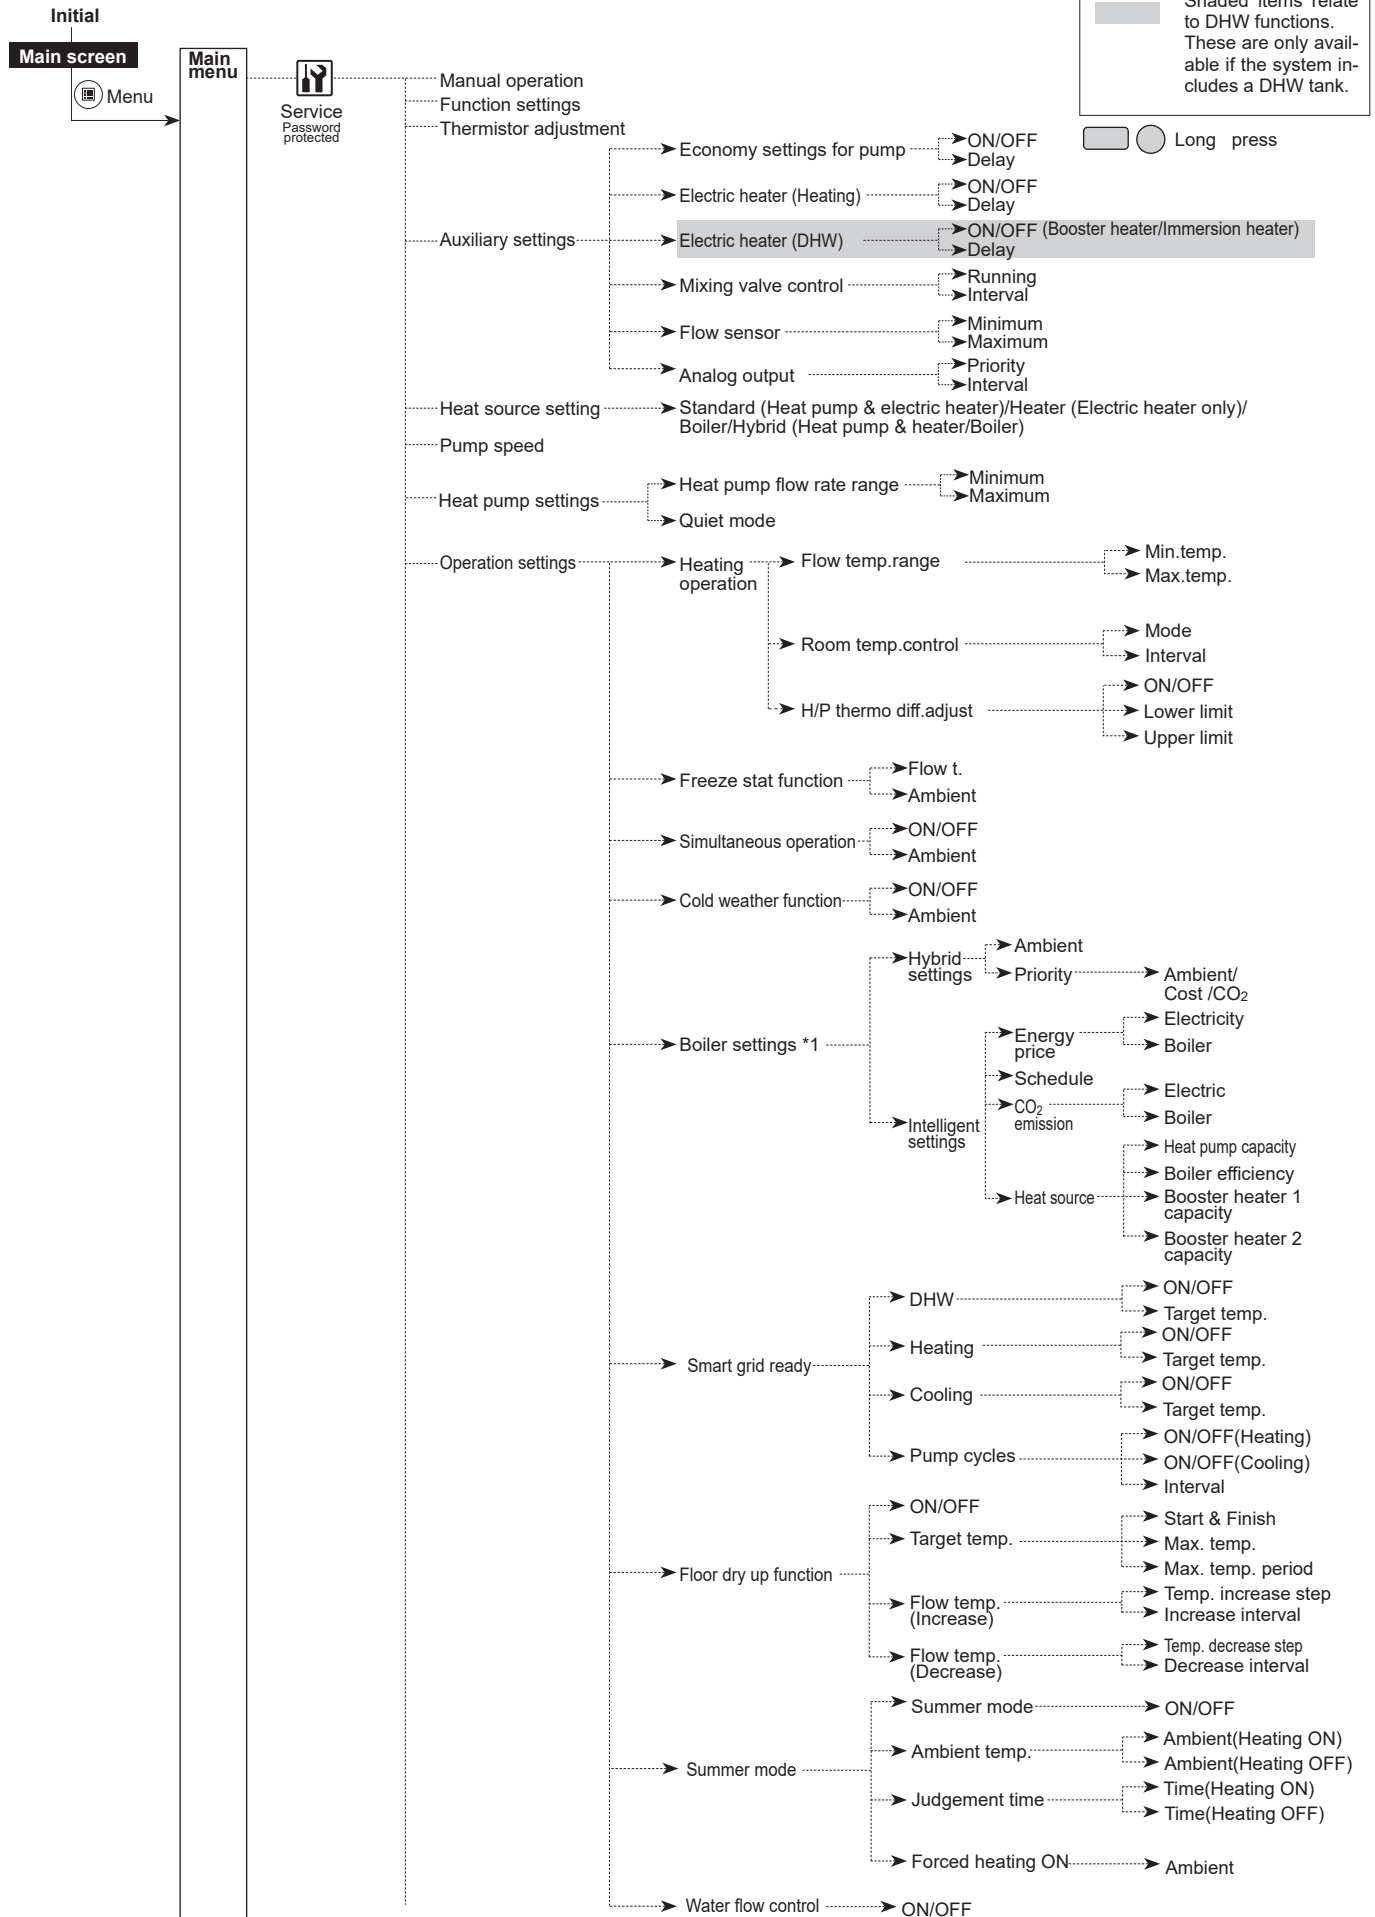 Initial
Main screen
Menu
Main
menu
Service
Password
protected
Shaded items relate
to DHW functions.
These are only avail-
able if the system in-
cludes a DHW tank.
Long press
Manual operation
Function settings
Thermistor adjustment
Auxiliary settings
Economy settings for pump
ON/OFF
Delay
Electric heater (Heating)
ON/OFF
Delay
Electric heater (DHW)
ON/OFF (Booster heater/Immersion heater)
Delay
Mixing valve control
Running
Interval
Flow sensor
Minimum
Maximum
Analog output
Priority
Interval
Heat source setting
Standard (Heat pump & electric heater)/Heater (Electric heater only)/
Boiler/Hybrid (Heat pump & heater/Boiler)
Pump speed
Heat pump settings
Heat pump flow rate range
Minimum
Maximum
Quiet mode
Operation settings
Heating
operation
Flow temp.range
Min.temp.
Max.temp.
Room temp.control
Mode
Interval
H/P thermo diff.adjust
ON/OFF
Lower limit
Upper limit
Freeze stat function
Flow t.
Ambient
Simultaneous operation
ON/OFF
Ambient
Cold weather function
ON/OFF
Ambient
Boiler settings *1
Hybrid
settings
Ambient
Priority
Ambient/
Cost /CO2
Intelligent
settings
Energy
price
Electricity
Boiler
Schedule
CO2
emission
Electric
Boiler
Heat source
Heat pump capacity
Boiler efficiency
Booster heater 1
capacity
Booster heater 2
capacity
Smart grid ready
DHW
ON/OFF
Target temp.
Heating
ON/OFF
Target temp.
Cooling
ON/OFF
Target temp.
Pump cycles
ON/OFF(Heating)
ON/OFF(Cooling)
Interval
Floor dry up function
ON/OFF
Target temp.
Start & Finish
Max. temp.
Max. temp. period
Flow temp.
(Increase)
Temp. increase step
Increase interval
Flow temp.
(Decrease)
Temp. decrease step
Decrease interval
Summer mode
Summer mode
ON/OFF
Ambient temp.
Ambient(Heating ON)
Ambient(Heating OFF)
Judgement time
Time(Heating ON)
Time(Heating OFF)
Forced heating ON
Ambient
Water flow control
ON/OFF